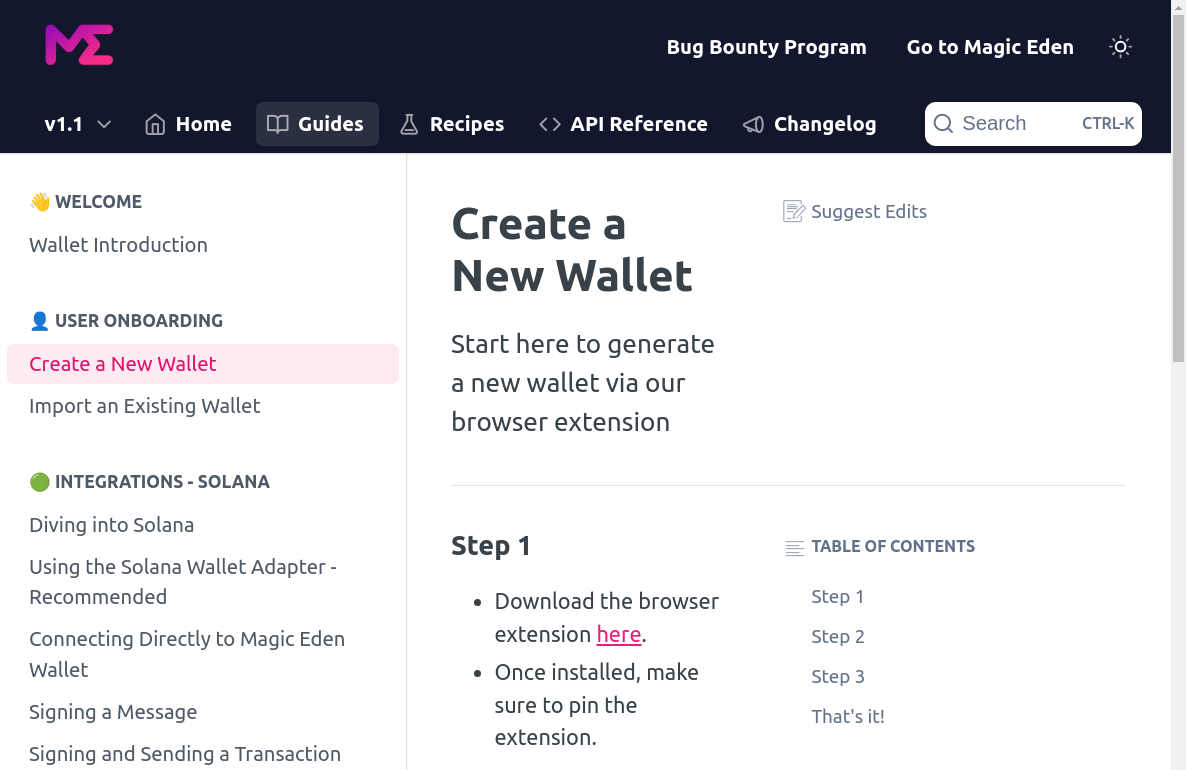 ME
Bug Bounty Program
Go to Magic Eden
v1.1
Home
Guides
Recipes
API Reference
Changelog
Search
CTRL-K
👋 WELCOME
Wallet Introduction
👤 USER ONBOARDING
Create a New Wallet
Import an Existing Wallet
🟢 INTEGRATIONS - SOLANA
Diving into Solana
Using the Solana Wallet Adapter -
Recommended
Connecting Directly to Magic Eden
Wallet
Signing a Message
Signing and Sending a Transaction
Create a
New Wallet
Suggest Edits
Start here to generate
a new wallet via our
browser extension
Step 1
• Download the browser
extension here.
• Once installed, make
sure to pin the
extension.
TABLE OF CONTENTS
Step 1
Step 2
Step 3
That's it!